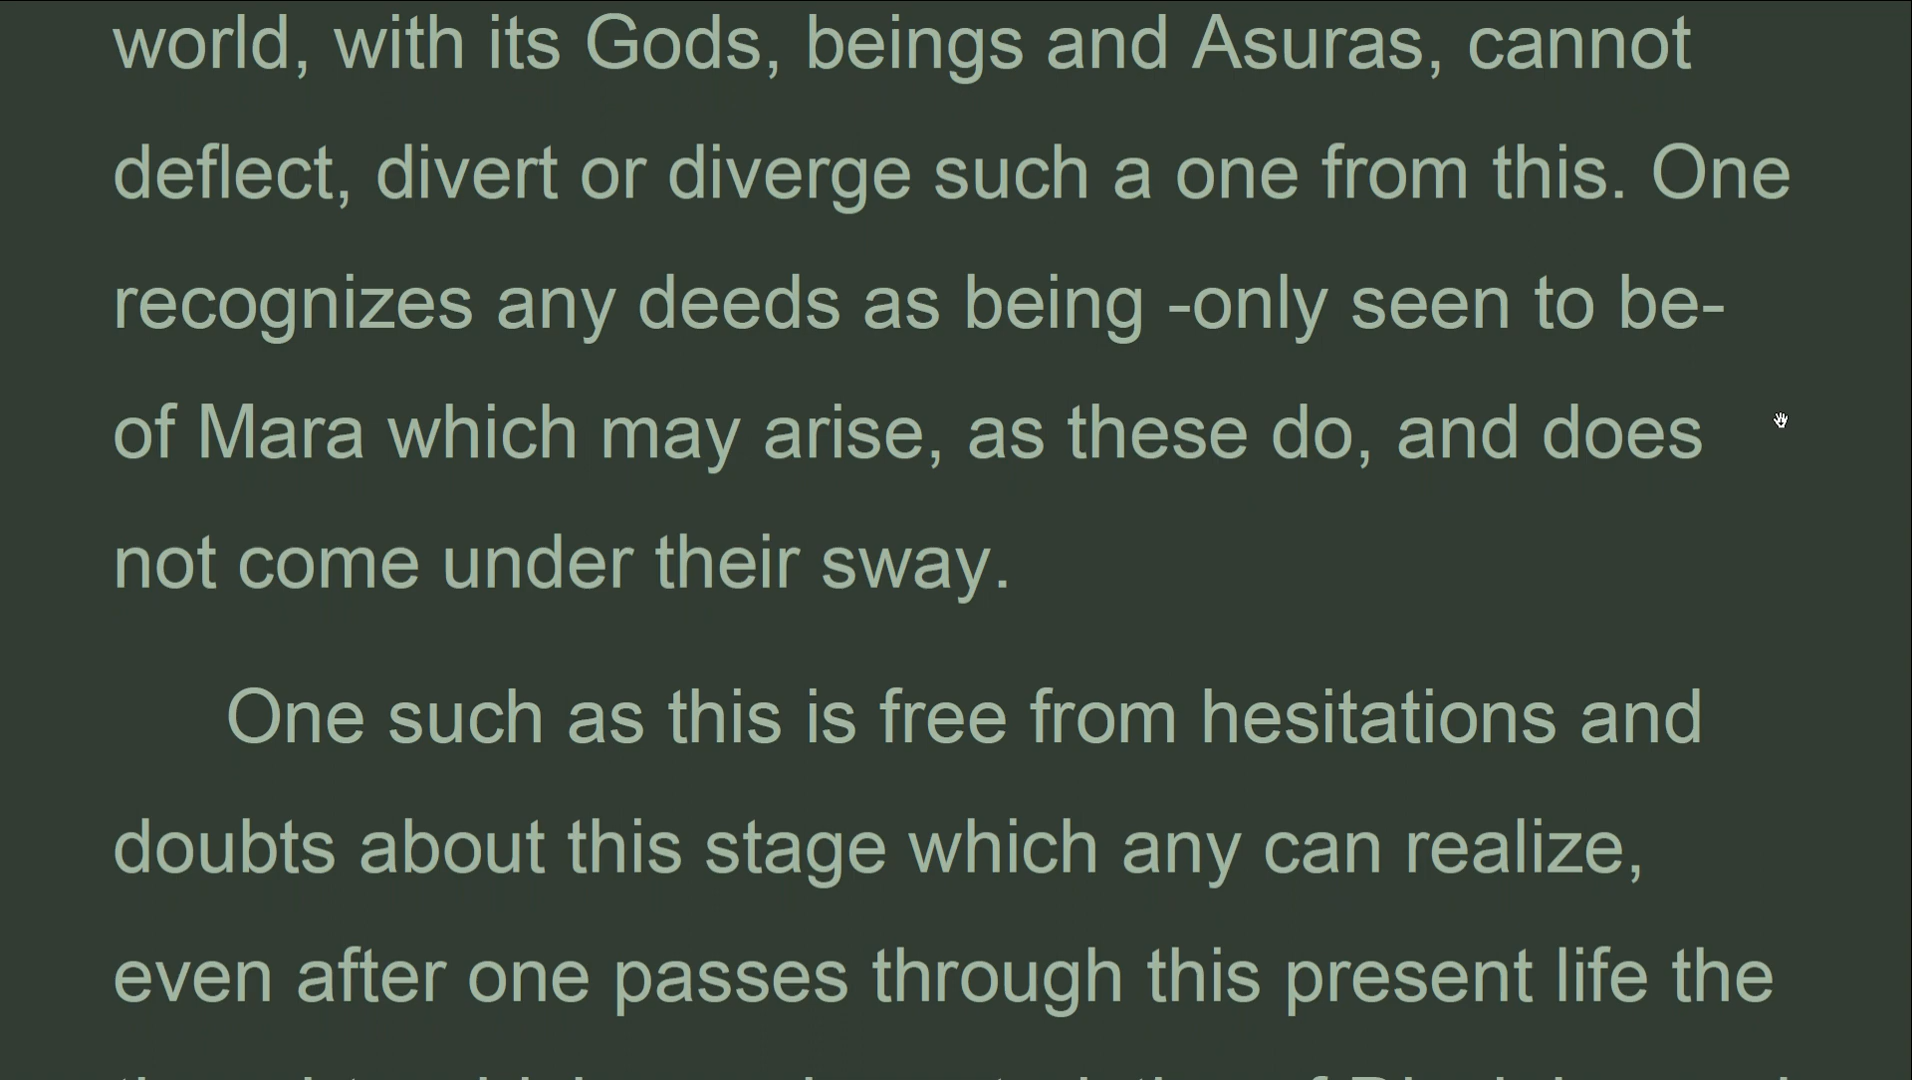 world, with its Gods, beings and Asuras, cannot
deflect, divert or diverge such a one from this. One
recognizes any deeds as being -only seen to be-
of Mara which may arise, as these do, and does
not come under their sway.
One such as this is free from hesitations and
doubts about this stage which any can realize,
even after one passes through this present life the